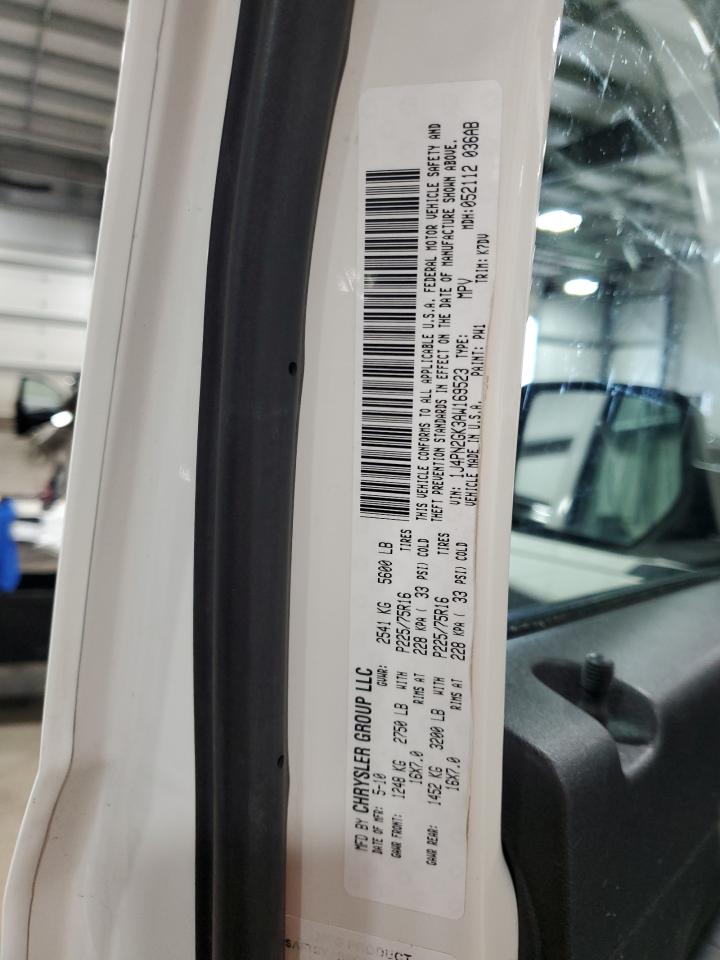 MFD BY CHRYSLER GROUP LLC
DATE OF MFR: 5-10 GVWR: 2541 KG 5600 LB
GAWR FRONT: 1248 KG 2750 LB WITH P225/75R16 TIRES
16X7.0 RIMS AT 228 KPA ( 33 PSI) COLD
GAWR REAR: 1452 KG 3200 LB WITH P225/75R16 TIRES
16X7.0 RIMS AT 228 KPA ( 33 PSI) COLD
THIS VEHICLE CONFORMS TO ALL APPLICABLE U.S.A. FEDERAL MOTOR VEHICLE SAFETY AND
THEFT PREVENTION STANDARDS IN EFFECT ON THE DATE OF MANUFACTURE SHOWN ABOVE.
VIN: 1J4PN2GK3AW169523 TYPE: MPV MDH:052112 036AB
VEHICLE MADE IN U.S.A. PAINT: PW1 TRIM:K7DV